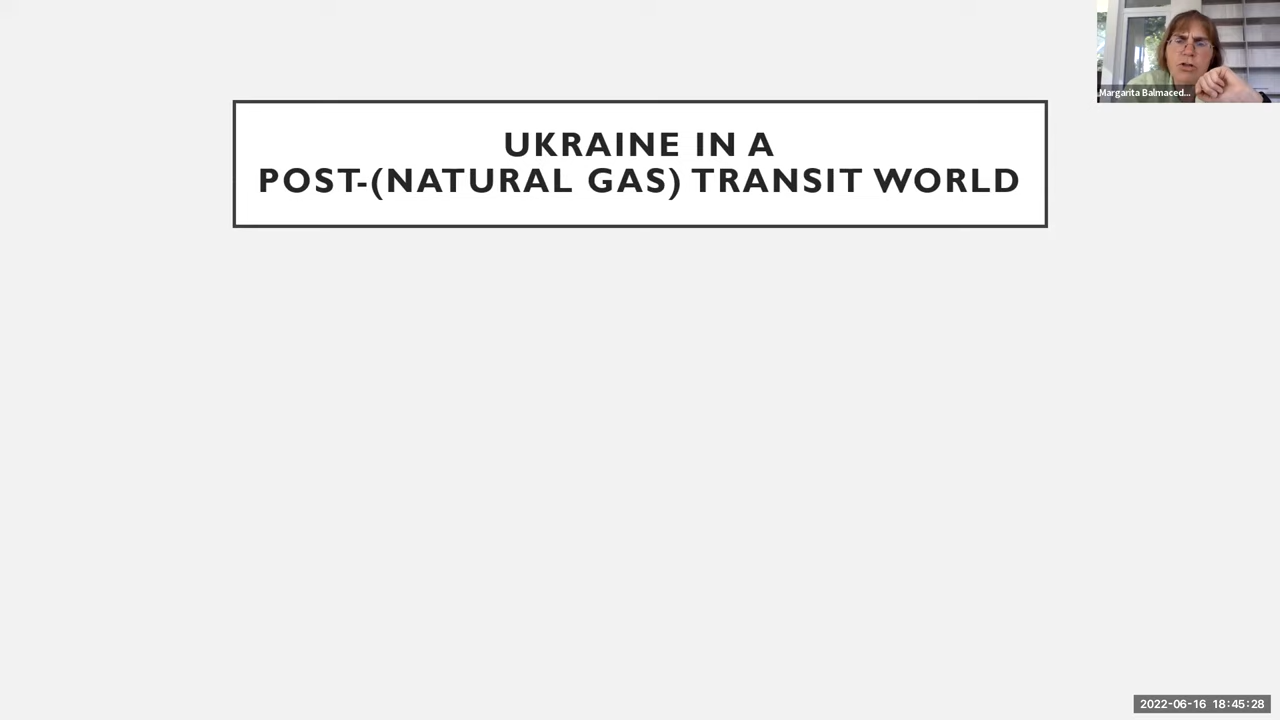 Margarita Balmaced...
UKRAINE IN A
POST-(NATURAL GAS) TRANSIT WORLD
2022-06-16 18:45:28